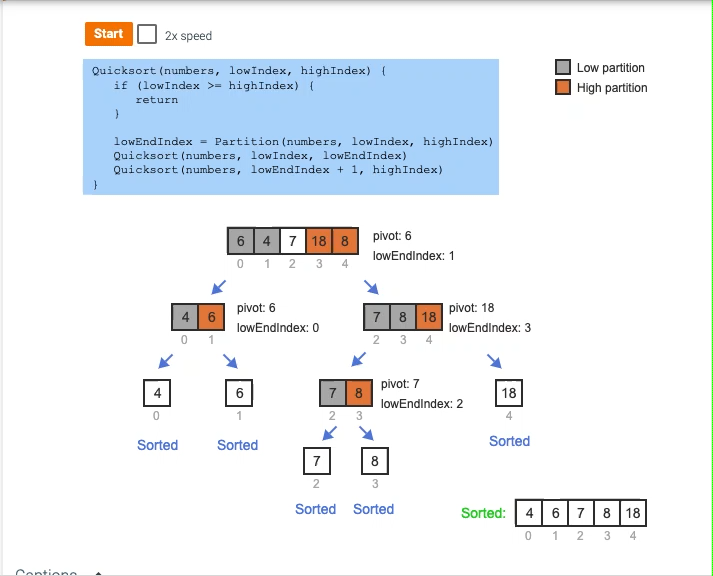 Start 2x speed
Quicksort(numbers, lowIndex, highIndex) {
if (lowIndex >= highIndex) {
return
}
lowEndIndex = Partition(numbers, lowIndex, highIndex)
Quicksort(numbers, lowIndex, lowEndIndex)
Quicksort(numbers, lowEndIndex + 1, highIndex)
}
Low partition
High partition
6 4 7 18 8
0 1 2 3 4
pivot: 6
lowEndIndex: 1
4 6
0 1
pivot: 6
lowEndIndex: 0
7 8 18
2 3 4
pivot: 18
lowEndIndex: 3
4
0
Sorted
6
1
Sorted
7 8
2 3
pivot: 7
lowEndIndex: 2
18
4
Sorted
7
2
Sorted
8
3
Sorted
Sorted: 4 6 7 8 18
0 1 2 3 4
Captions